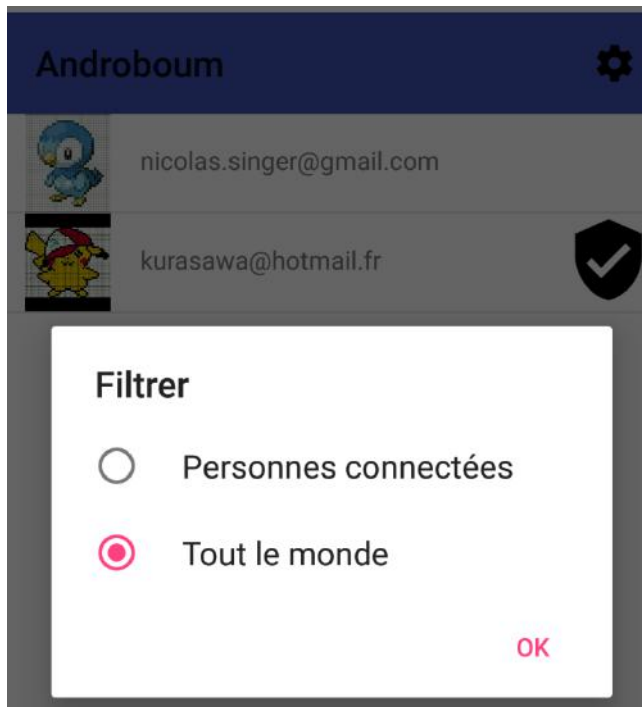 Androboum
nicolas.singer@gmail.com
kurasawa@hotmail.fr
Filtrer
Personnes connectées
Tout le monde
OK